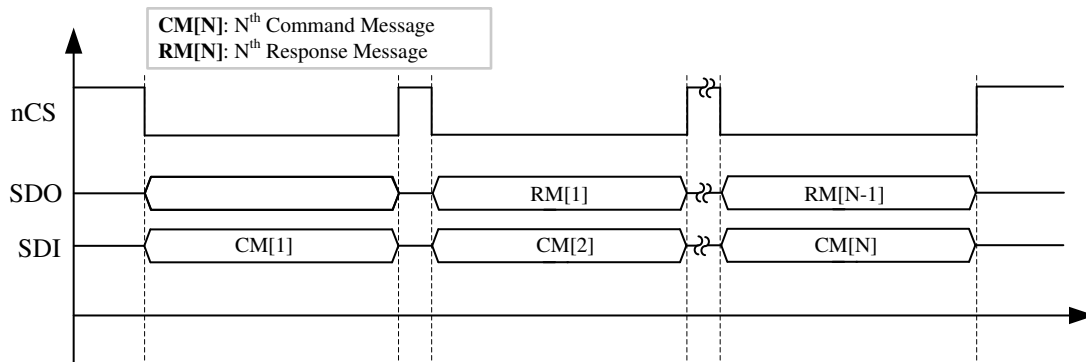 CM[N]: Nth Command Message
RM[N]: Nth Response Message
nCS
SDO
RM[1]
RM[N-1]
SDI
CM[1]
CM[2]
CM[N]